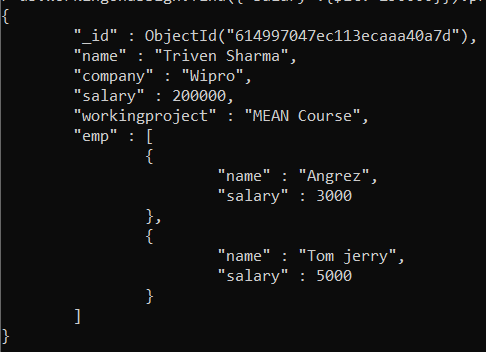 {
        "_id" : ObjectId("614997047ec113ecaaa40a7d"),
        "name" : "Triven Sharma",
        "company" : "Wipro",
        "salary" : 200000,
        "workingproject" : "MEAN Course",
        "emp" : [
                {
                        "name" : "Angrez",
                        "salary" : 3000
                },
                {
                        "name" : "Tom jerry",
                        "salary" : 5000
                }
        ]
}